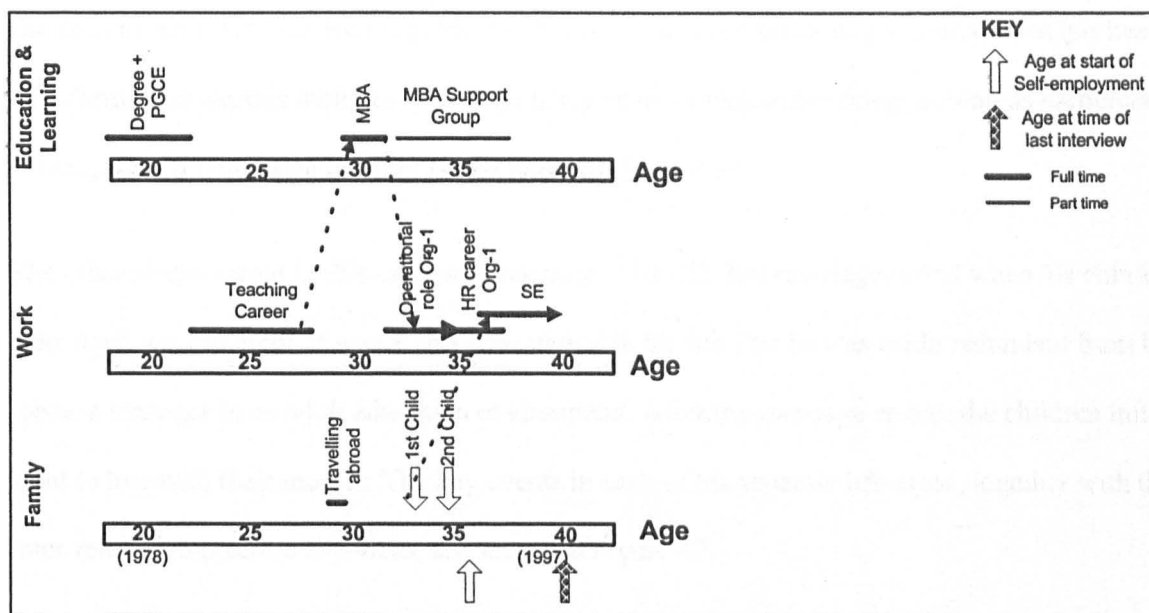 Education &
Learning
Degree +
PGCE
MBA
MBA Support
Group
20 25 30 35 40 Age
Work
Teaching
Career
Operational
role Org-1
HR career
Org-1
SE
20 25 30 35 40 Age
Family
Travelling
abroad
1st Child
2nd Child
20 25 30 35 40 Age
(1978) (1997)
KEY
Age at start of
Self-employment
Age at time of
last interview
Full time
Part time